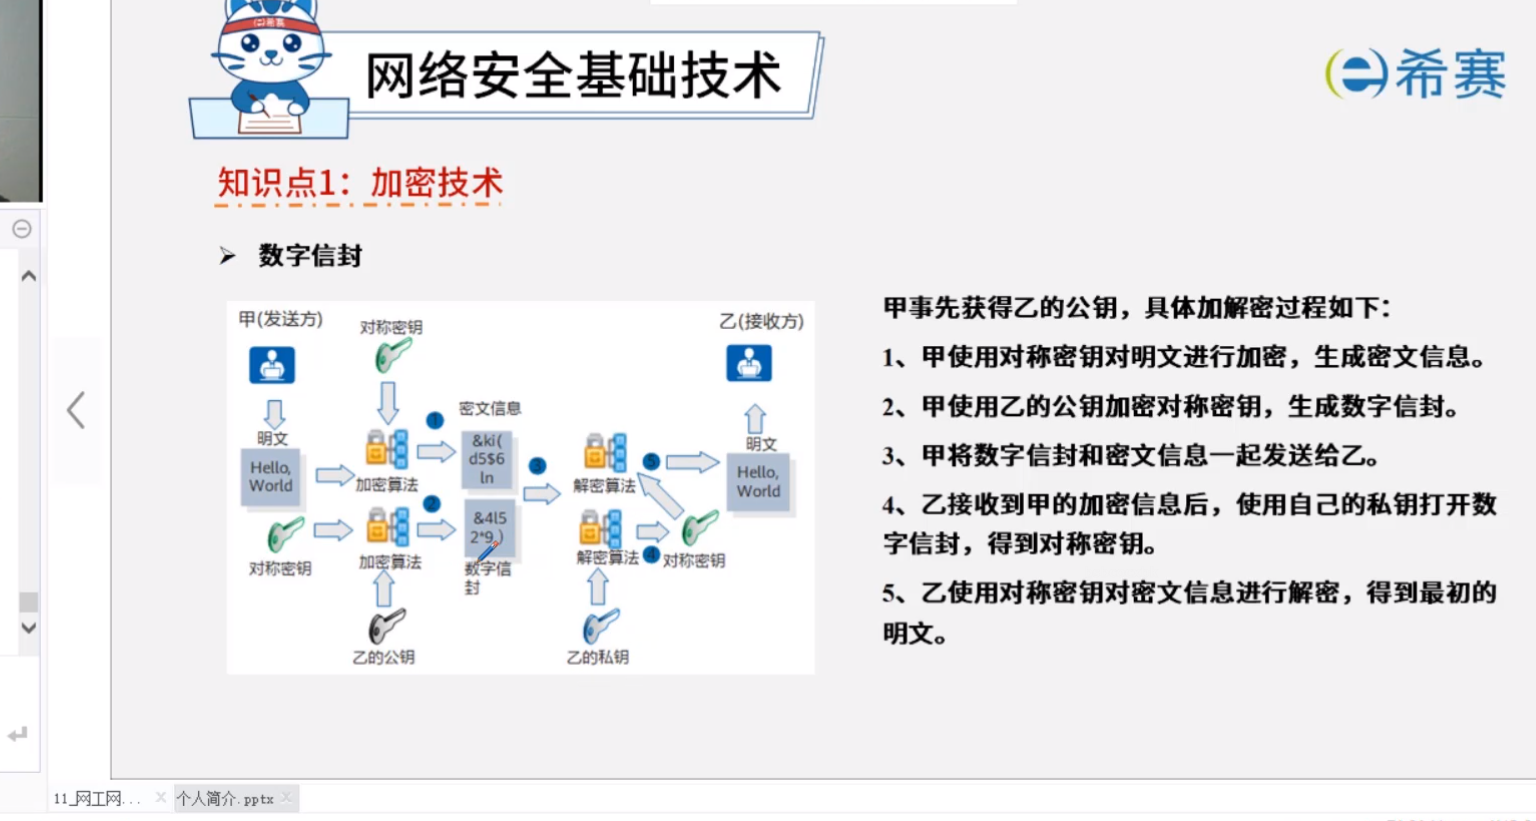 网络安全基础技术
希赛
知识点1：加密技术
➢ 数字信封
甲(发送方)
对称密钥
乙(接收方)
明文
Hello,
World
加密算法
1
密文信息
&ki(
d5$6
ln
3
解密算法
5
明文
Hello,
World
对称密钥
加密算法
2
&4l5
2*9,)
数字信
封
解密算法
4
对称密钥
乙的公钥
乙的私钥
甲事先获得乙的公钥，具体加解密过程如下：
1、甲使用对称密钥对明文进行加密，生成密文信息。
2、甲使用乙的公钥加密对称密钥，生成数字信封。
3、甲将数字信封和密文信息一起发送给乙。
4、乙接收到甲的加密信息后，使用自己的私钥打开数
字信封，得到对称密钥。
5、乙使用对称密钥对密文信息进行解密，得到最初的
明文。
11_网工网... ×
个人简介.pptx ×